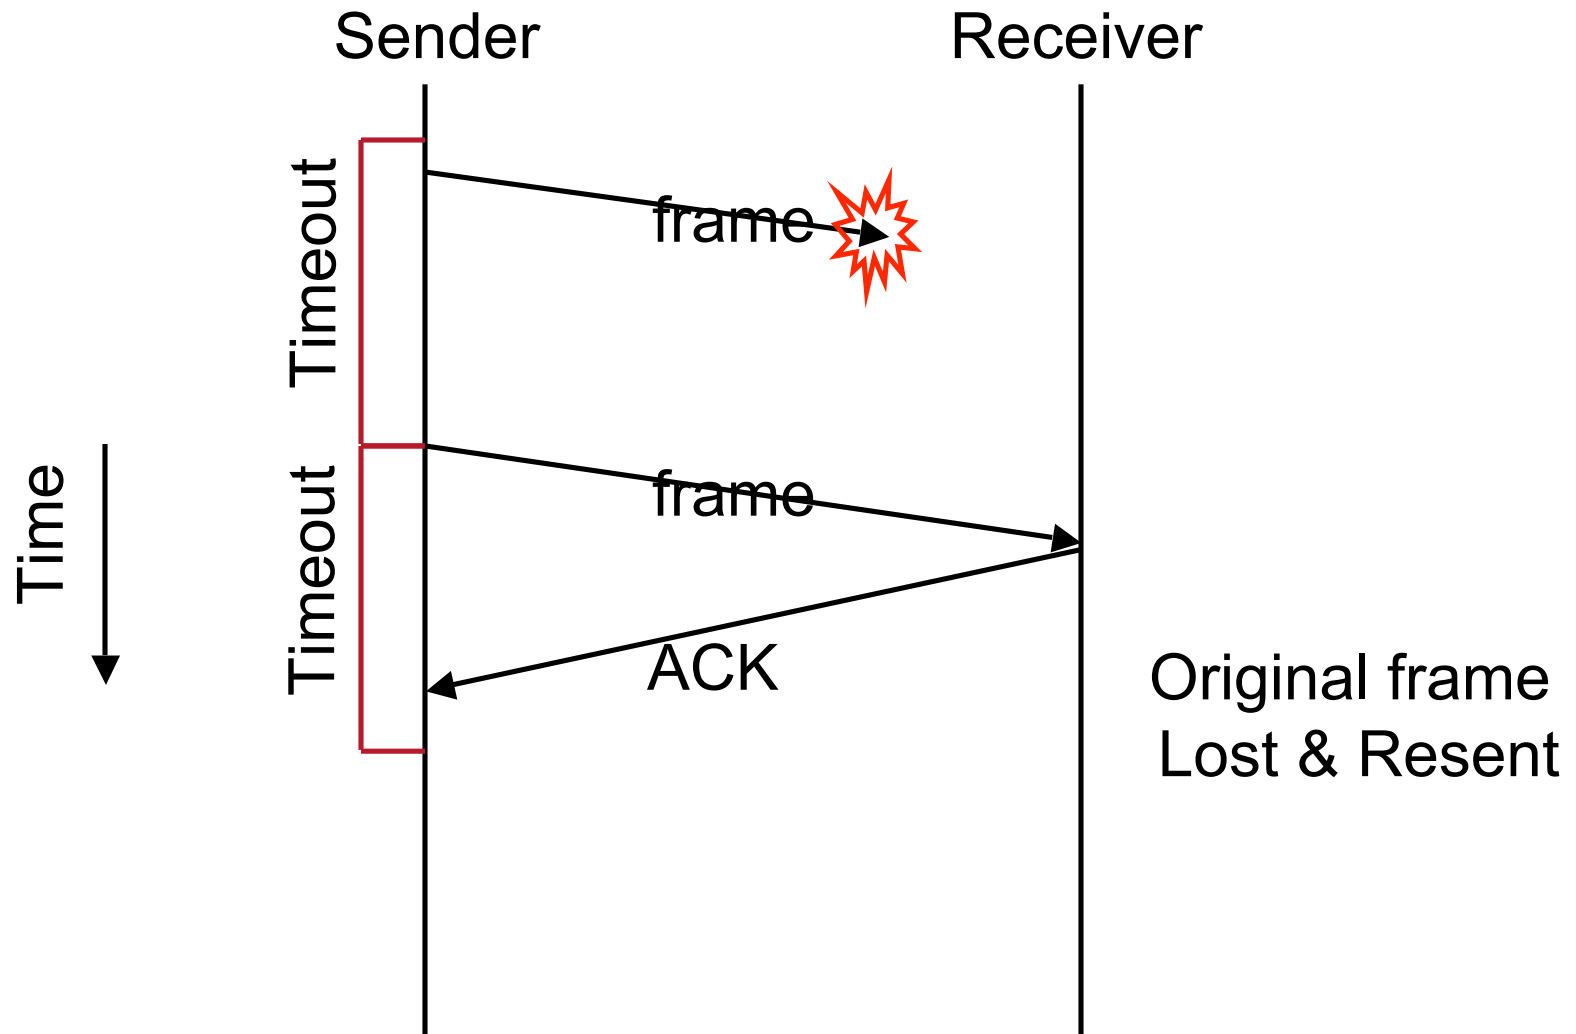 Sender
Receiver
Timeout
frame
Time
Timeout
frame
ACK
Original frame
Lost & Resent